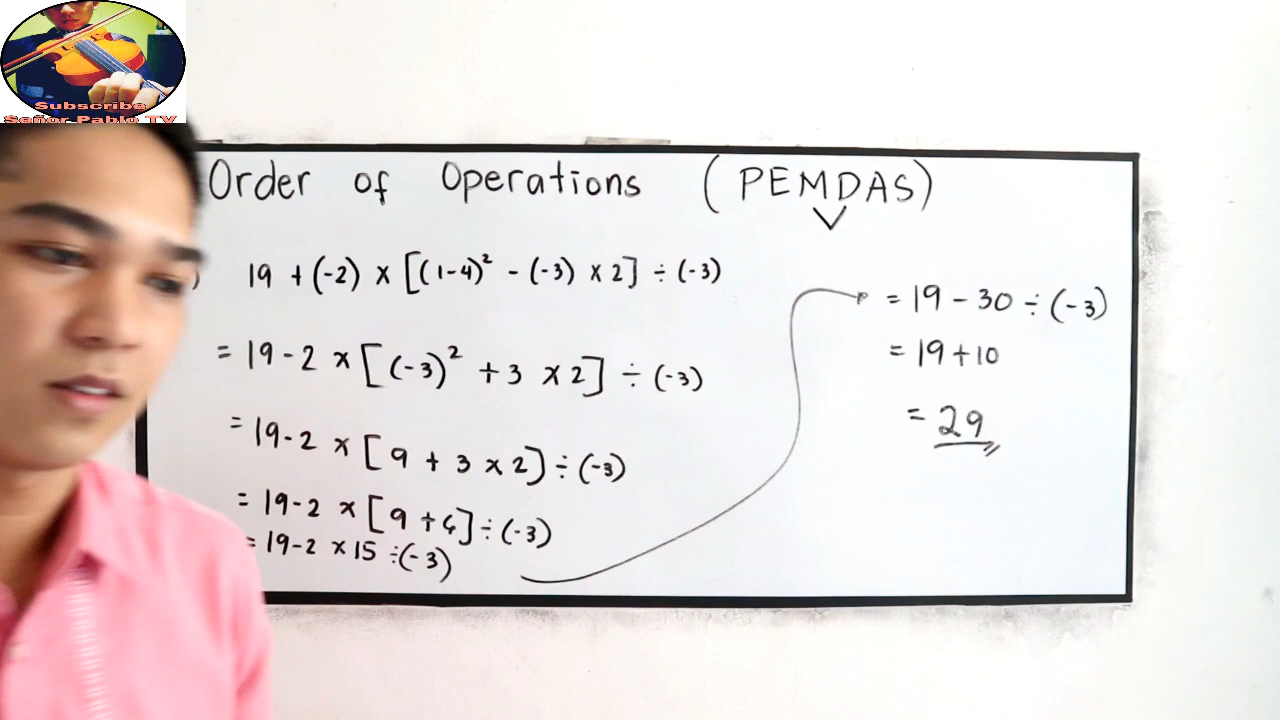 Subscribe
Señor Pablo TV
Order of Operations (PEMDAS)
) 19 + (-2) × [(1-4)² - (-3) × 2] ÷ (-3)
= 19 - 2 × [(-3)² + 3 × 2] ÷ (-3)
= 19 - 2 × [9 + 3 × 2] ÷ (-3)
= 19 - 2 × [9 + 6] ÷ (-3)
= 19 - 2 × 15 ÷ (-3)
= 19 - 30 ÷ (-3)
= 19 + 10
= 29